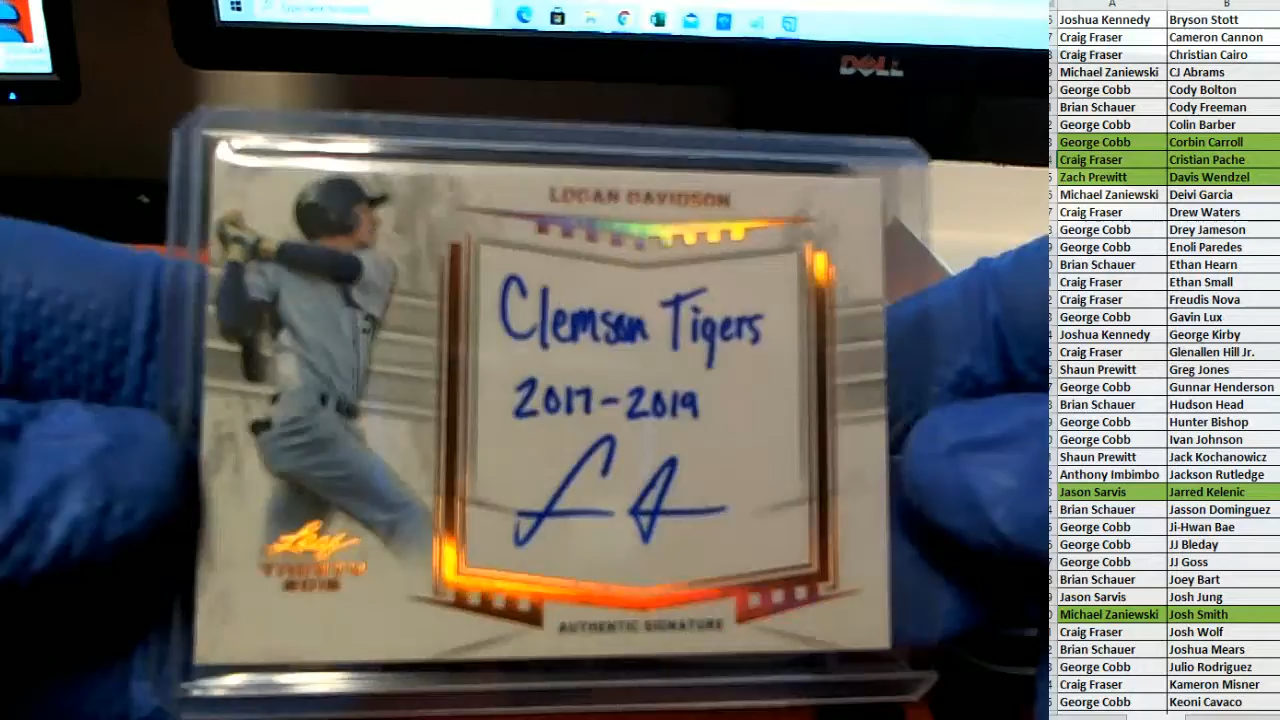 DELL
LOGAN DAVIDSON
Clemson Tigers
2017-2019
AUTHENTIC SIGNATURE
Leaf
TRINITY
2019
A B
Joshua Kennedy Bryson Stott
Craig Fraser Cameron Cannon
Craig Fraser Christian Cairo
Michael Zaniewski CJ Abrams
George Cobb Cody Bolton
Brian Schauer Cody Freeman
George Cobb Colin Barber
George Cobb Corbin Carroll
Craig Fraser Cristian Pache
Zach Prewitt Davis Wendzel
Michael Zaniewski Deivi Garcia
Craig Fraser Drew Waters
George Cobb Drey Jameson
George Cobb Enoli Paredes
Brian Schauer Ethan Hearn
Craig Fraser Ethan Small
Craig Fraser Freudis Nova
George Cobb Gavin Lux
Joshua Kennedy George Kirby
Craig Fraser Glenallen Hill Jr.
Shaun Prewitt Greg Jones
George Cobb Gunnar Henderson
Brian Schauer Hudson Head
George Cobb Hunter Bishop
George Cobb Ivan Johnson
Shaun Prewitt Jack Kochanowicz
Anthony Imbimbo Jackson Rutledge
Jason Sarvis Jarred Kelenic
Brian Schauer Jasson Dominguez
George Cobb Ji-Hwan Bae
George Cobb JJ Bleday
George Cobb JJ Goss
Brian Schauer Joey Bart
Jason Sarvis Josh Jung
Michael Zaniewski Josh Smith
Craig Fraser Josh Wolf
Brian Schauer Joshua Mears
George Cobb Julio Rodriguez
Craig Fraser Kameron Misner
George Cobb Keoni Cavaco